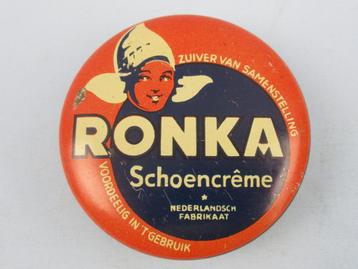 ZUIVER VAN SAMENSTELLING
RONKA
Schoencrême
NEDERLANDSCH
FABRIKAAT
VOORDEELIG IN 'T GEBRUIK